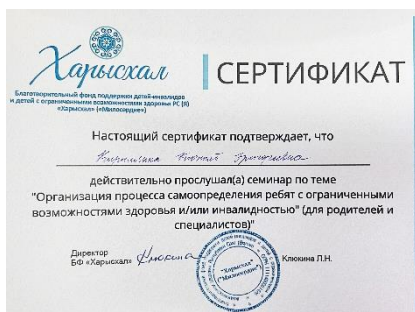 Харысхал
СЕРТИФИКАТ
Благотворительный фонд поддержки детей-инвалидов
и детей с ограниченными возможностями здоровья РС (Я)
«Харысхал» («Милосердие»)
Настоящий сертификат подтверждает, что
действительно прослушал(а) семинар по теме
"Организация процесса самоопределения ребят с ограниченными
возможностями здоровья и/или инвалидностью" (для родителей и
специалистов)"
Директор
БФ «Харысхал»
Клюкина Л.Н.
"Харысхал"
("Милосердие")